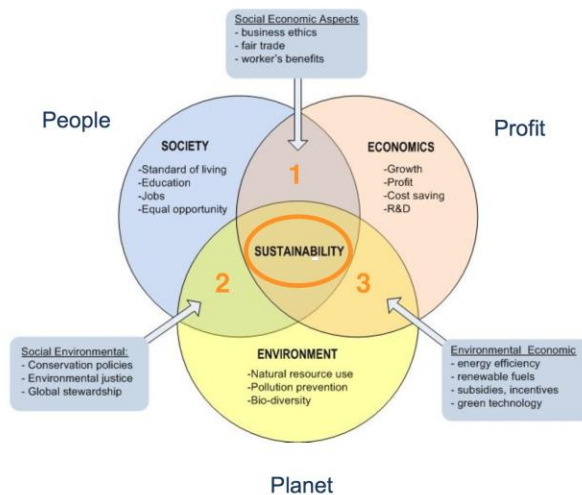 Social Economic Aspects
- business ethics
- fair trade
- worker's benefits
People
Profit
SOCIETY
-Standard of living
-Education
-Jobs
-Equal opportunity
1
ECONOMICS
-Growth
-Profit
-Cost saving
-R&D
SUSTAINABILITY
2
3
Social Environmental:
- Conservation policies
- Environmental justice
- Global stewardship
ENVIRONMENT
-Natural resource use
-Pollution prevention
-Bio-diversity
Environmental Economic
- energy efficiency
- renewable fuels
- subsidies, incentives
- green technology
Planet